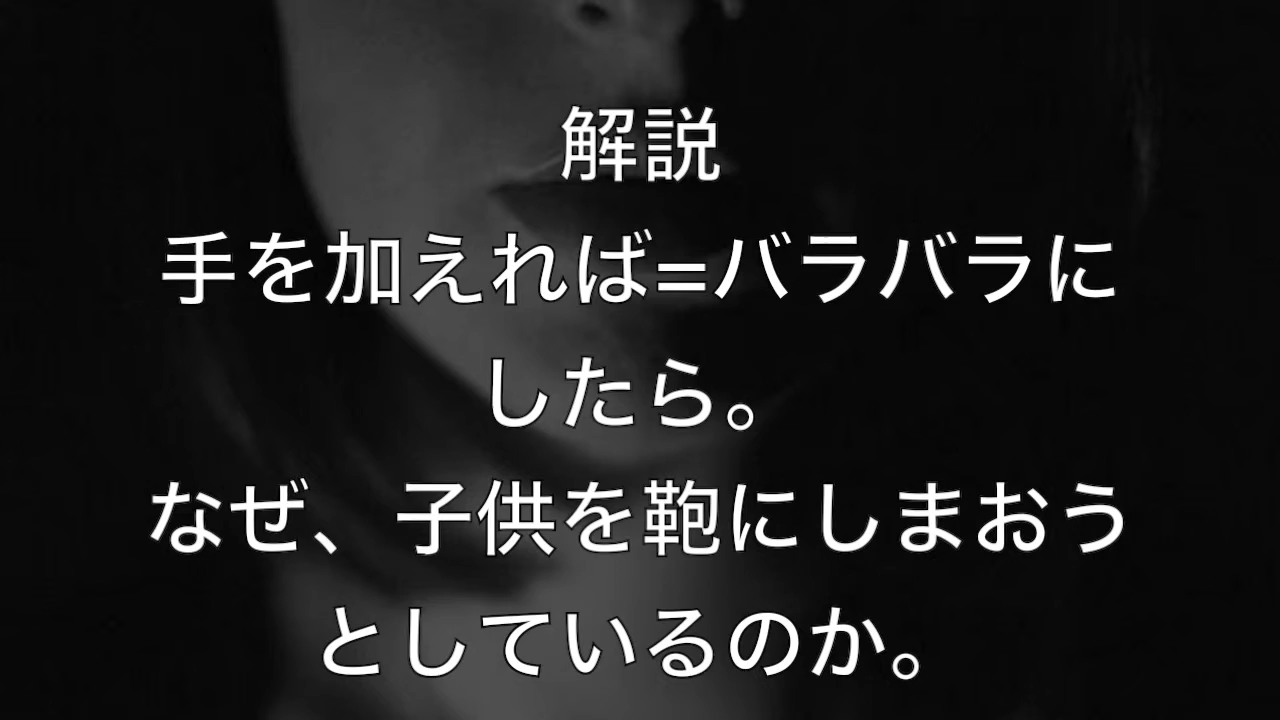 解説
手を加えれば=バラバラに
したら。
なぜ、子供を鞄にしまおう
としているのか。